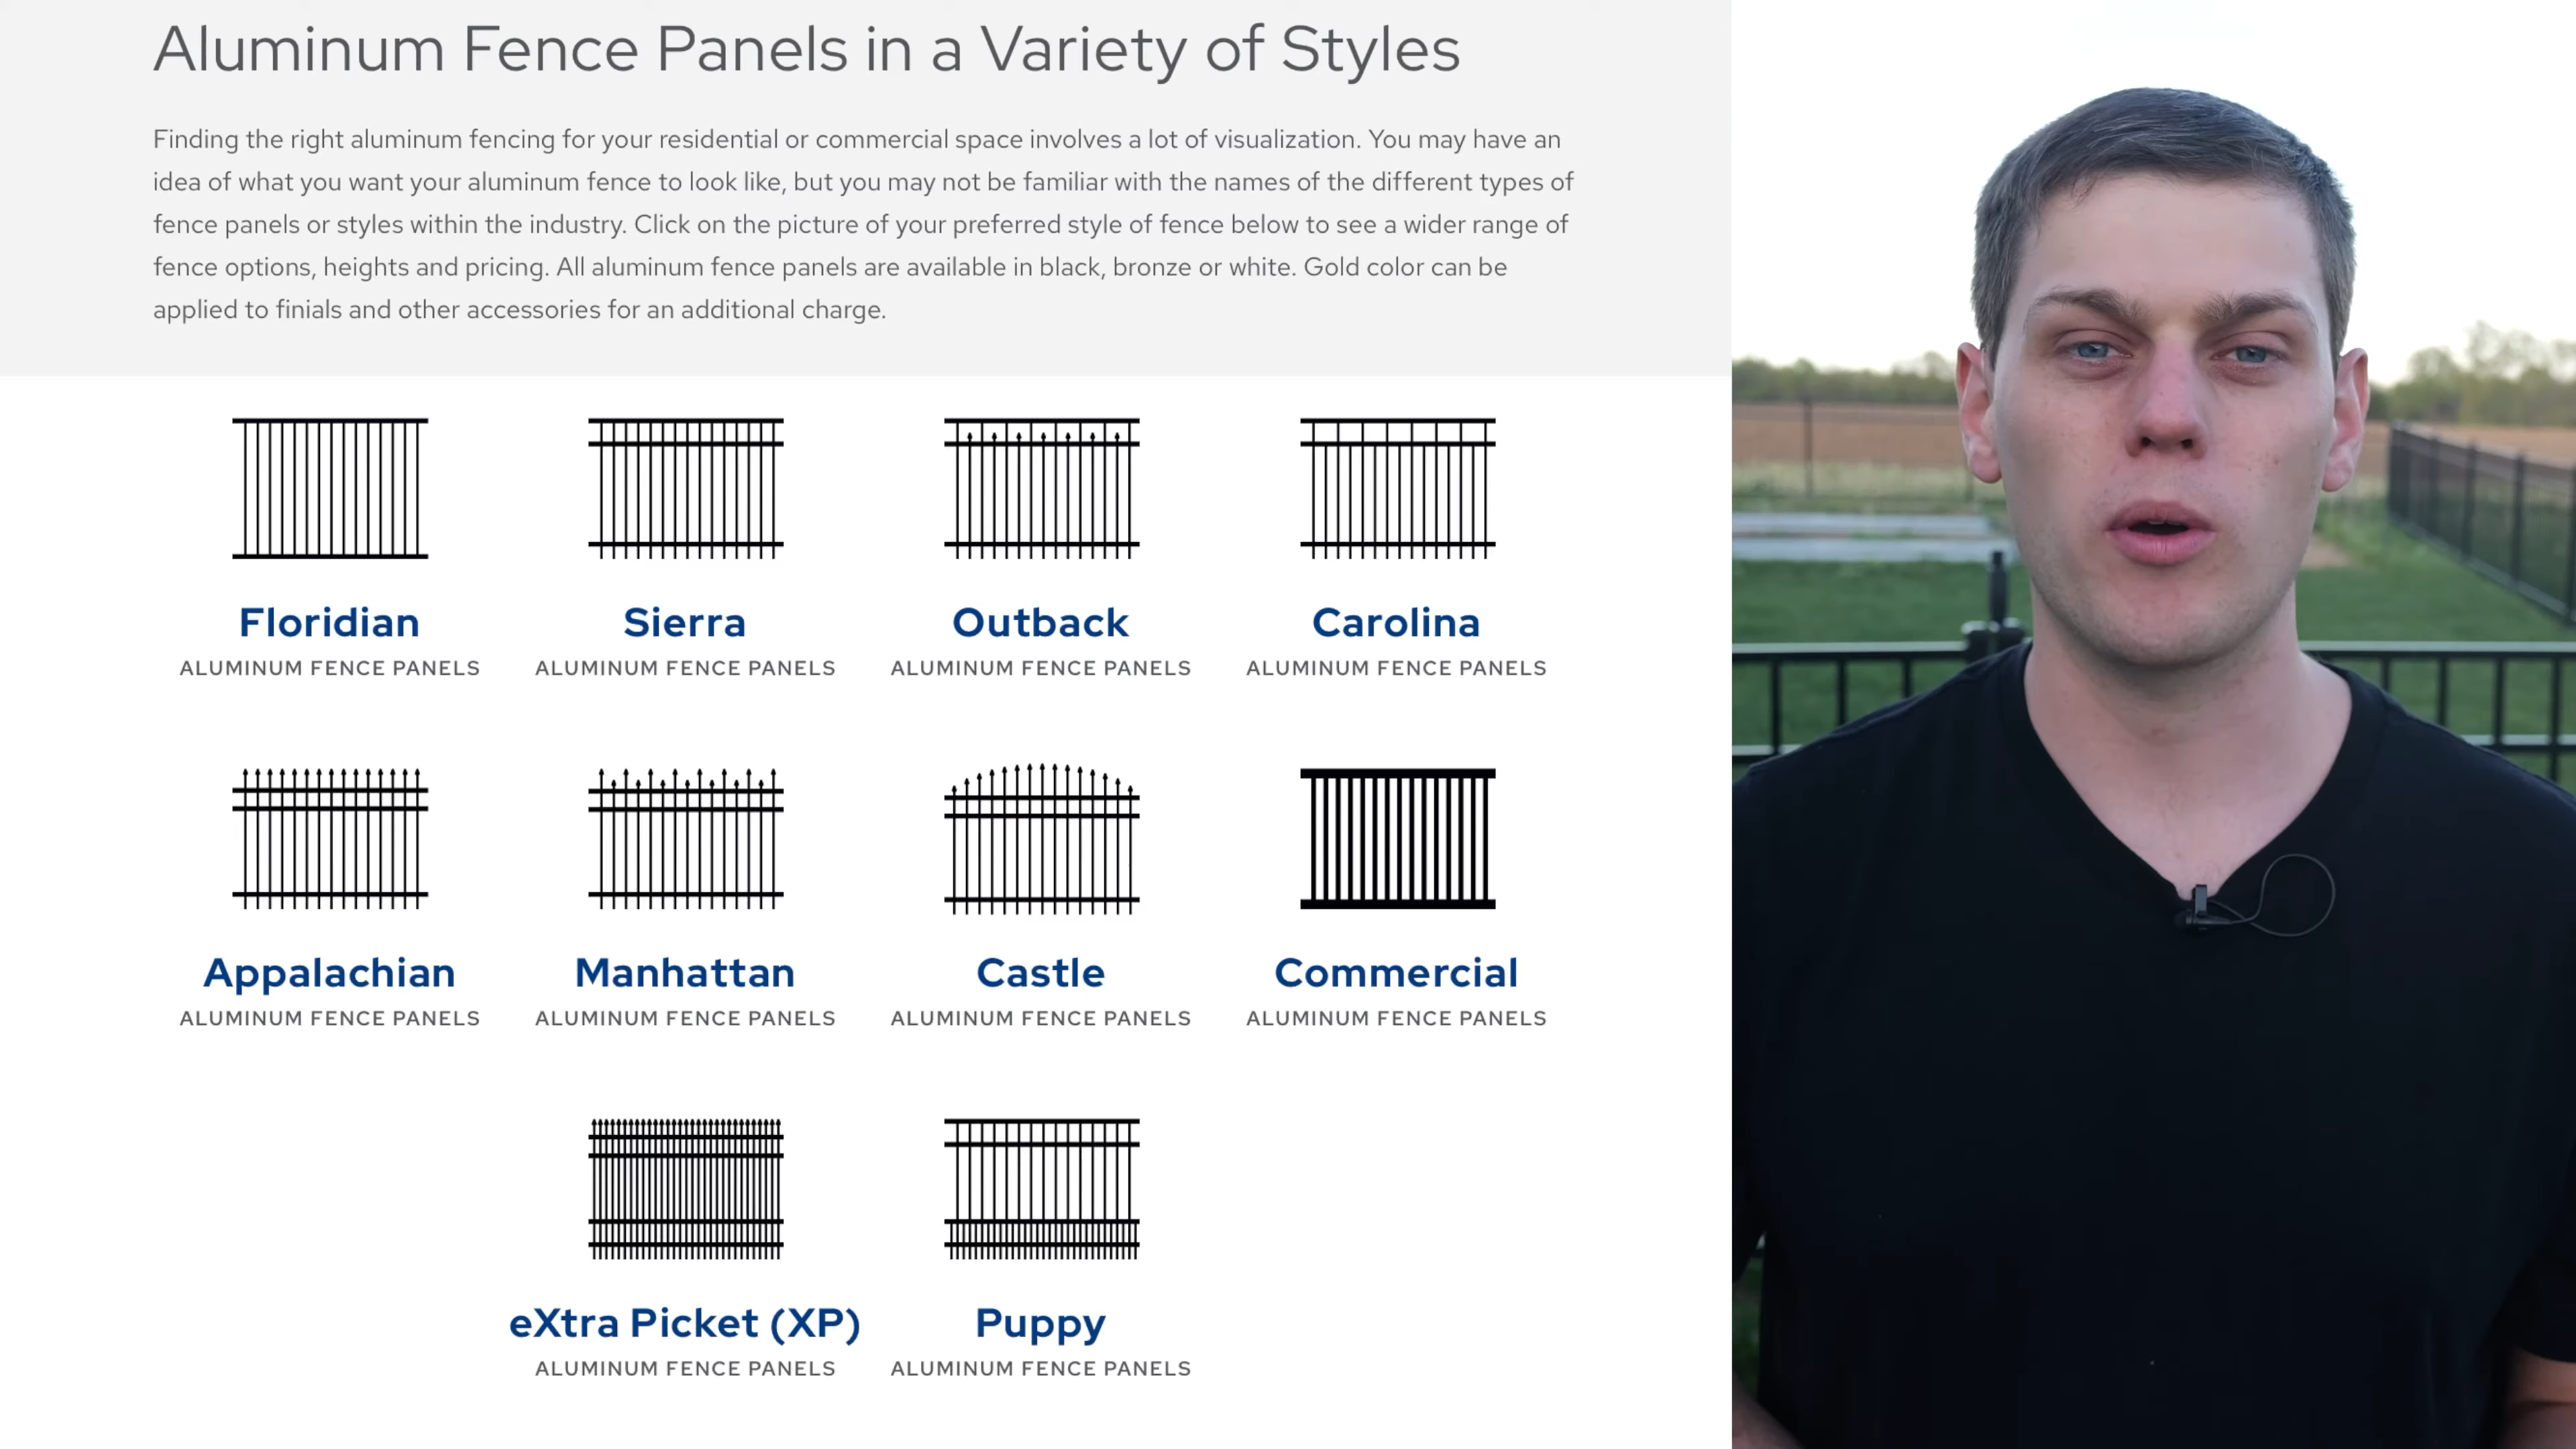 Aluminum Fence Panels in a Variety of Styles
Finding the right aluminum fencing for your residential or commercial space involves a lot of visualization. You may have an
idea of what you want your aluminum fence to look like, but you may not be familiar with the names of the different types of
fence panels or styles within the industry. Click on the picture of your preferred style of fence below to see a wider range of
fence options, heights and pricing. All aluminum fence panels are available in black, bronze or white. Gold color can be
applied to finials and other accessories for an additional charge.
Floridian
ALUMINUM FENCE PANELS
Sierra
ALUMINUM FENCE PANELS
Outback
ALUMINUM FENCE PANELS
Carolina
ALUMINUM FENCE PANELS
Appalachian
ALUMINUM FENCE PANELS
Manhattan
ALUMINUM FENCE PANELS
Castle
ALUMINUM FENCE PANELS
Commercial
ALUMINUM FENCE PANELS
eXtra Picket (XP)
ALUMINUM FENCE PANELS
Puppy
ALUMINUM FENCE PANELS